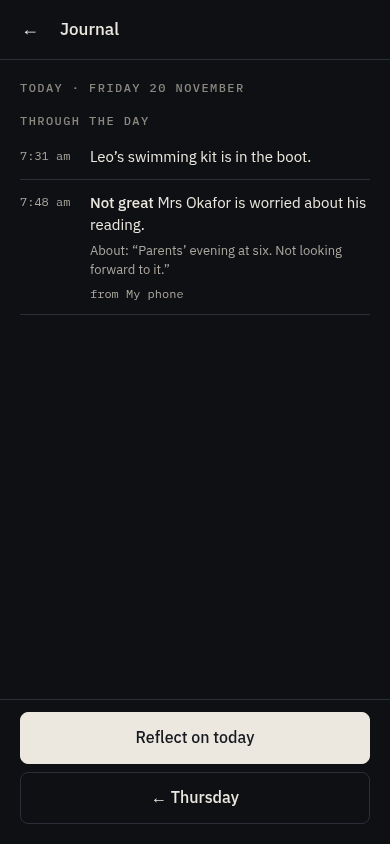 ← Journal
TODAY · FRIDAY 20 NOVEMBER
THROUGH THE DAY
7:31 am Leo’s swimming kit is in the boot.
7:48 am Not great Mrs Okafor is worried about his
reading.
About: “Parents’ evening at six. Not looking
forward to it.”
from My phone
Reflect on today
← Thursday